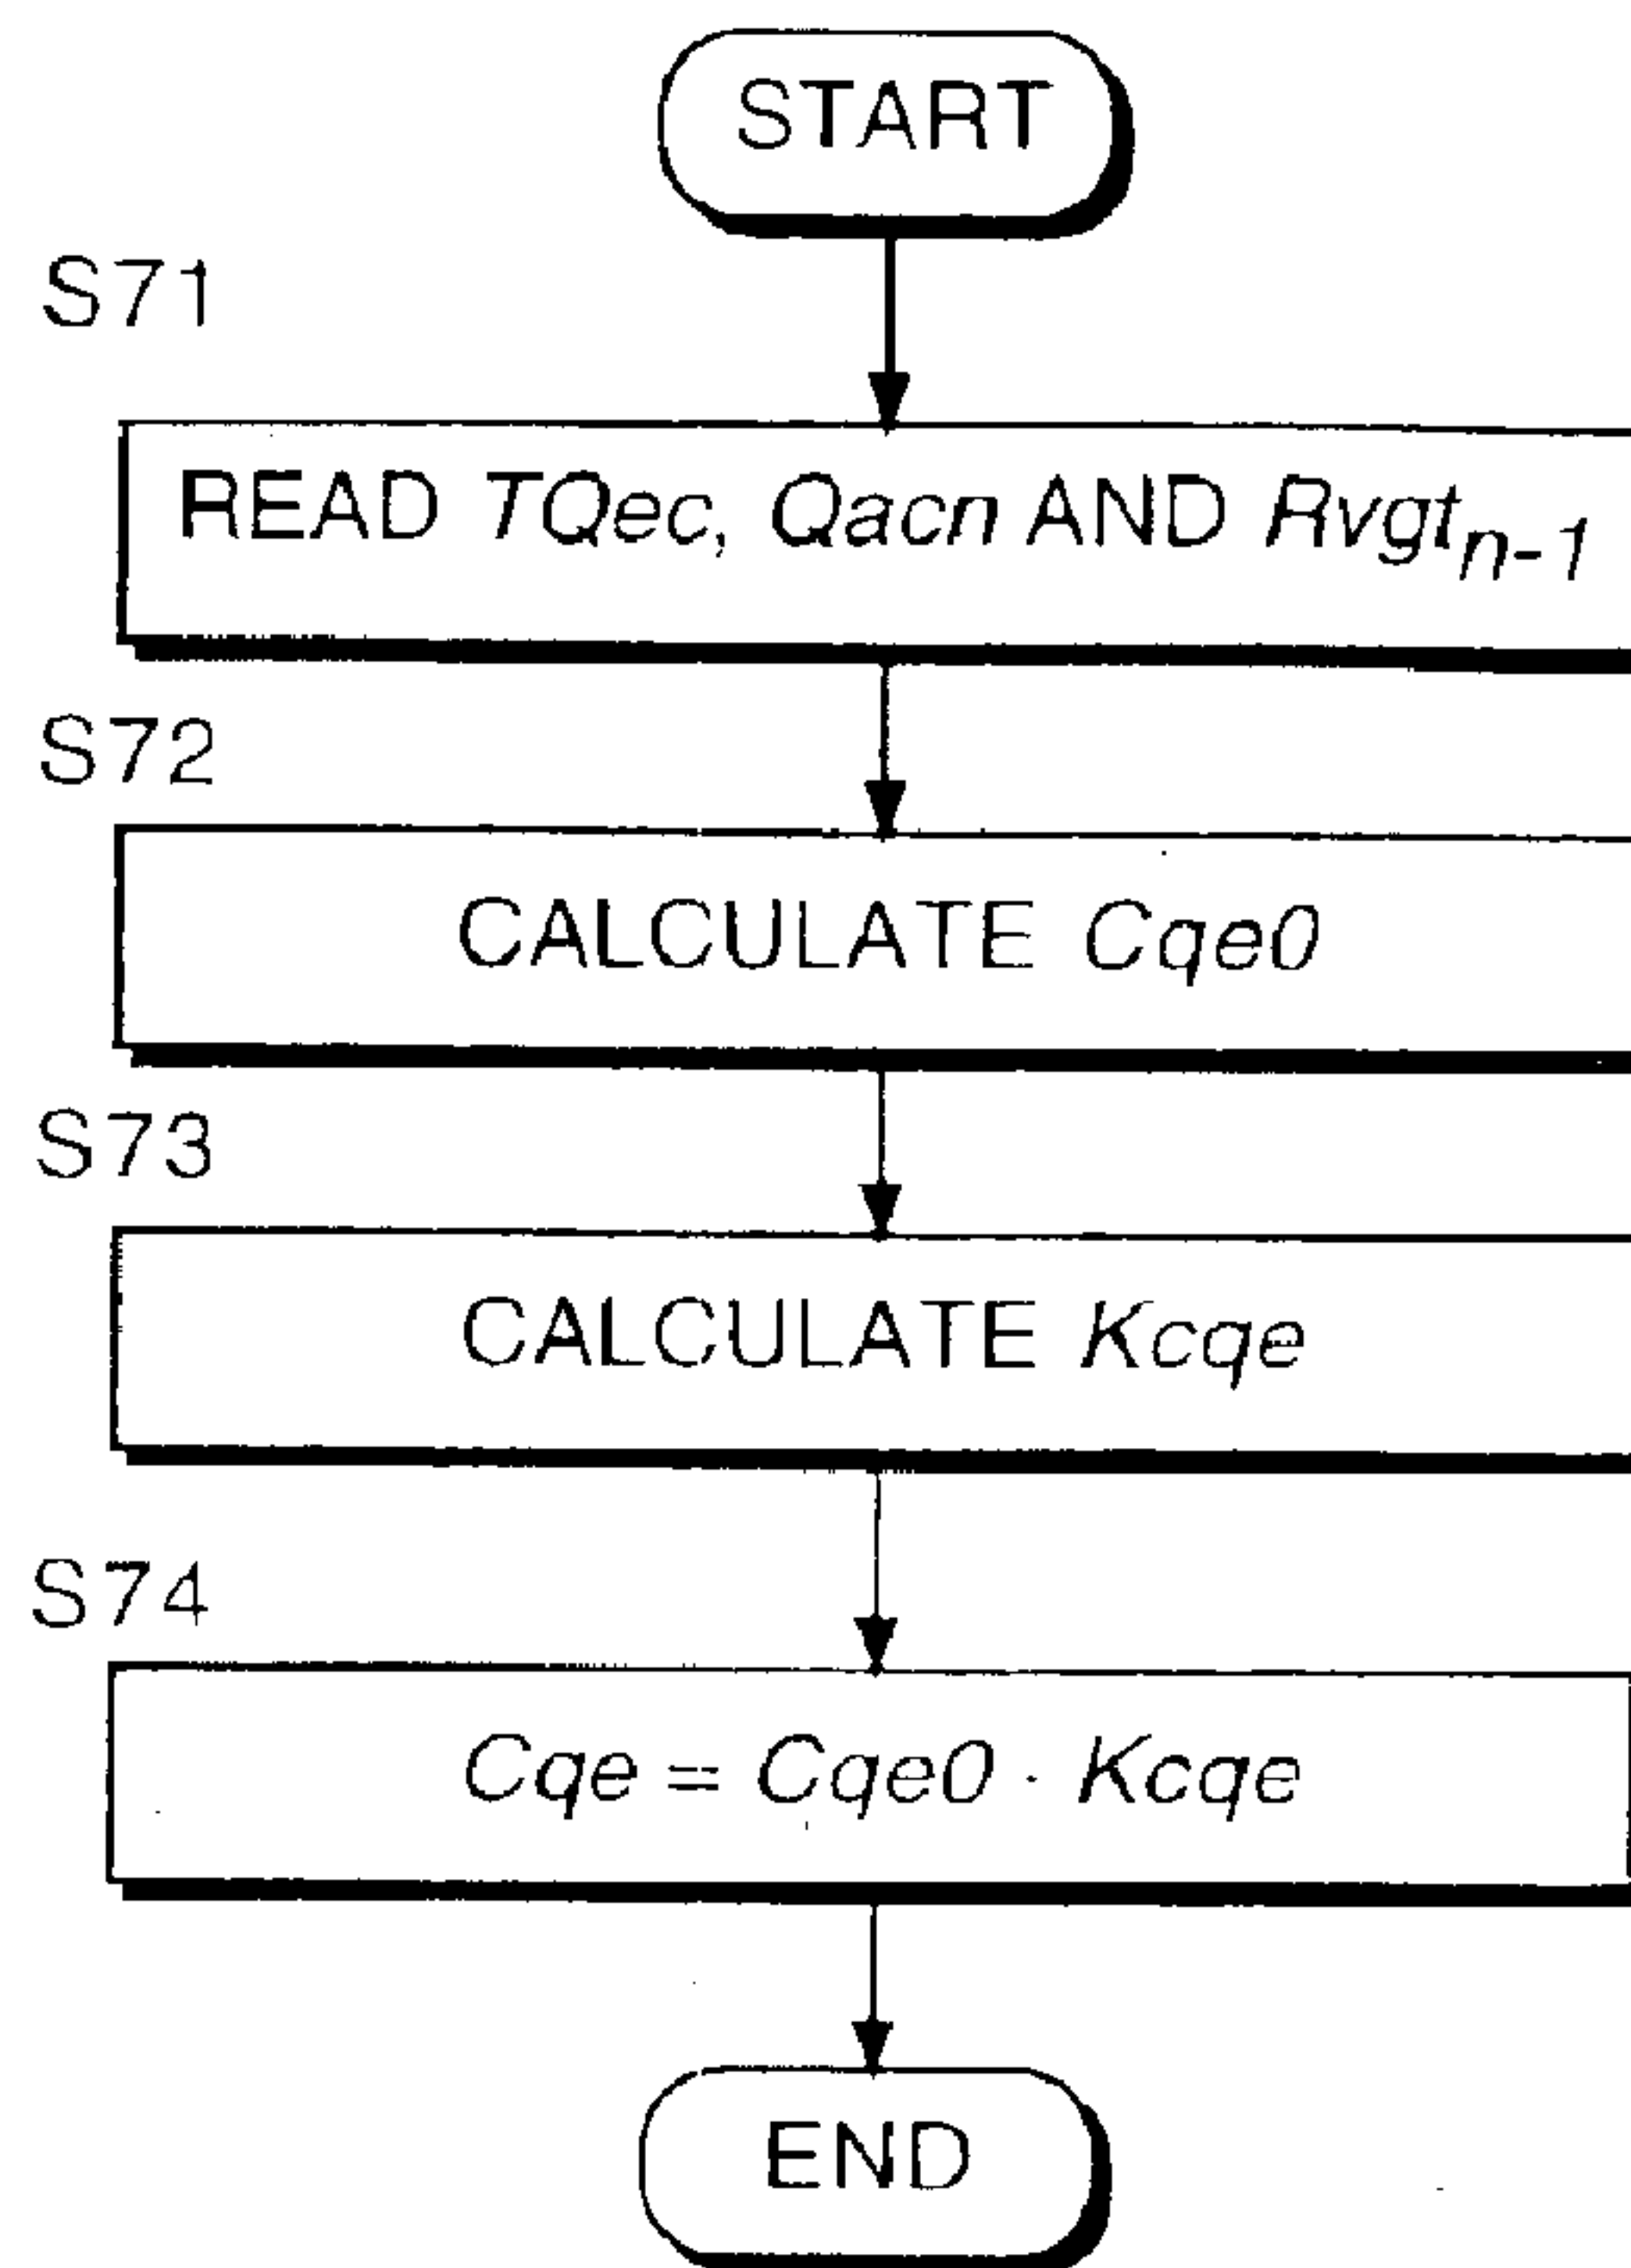 START
S71
READ TQec, Qacn AND Rvgtn-1
S72
CALCULATE Cqe0
S73
CALCULATE Kcqe
S74
Cqe = Cqe0 · Kcqe
END